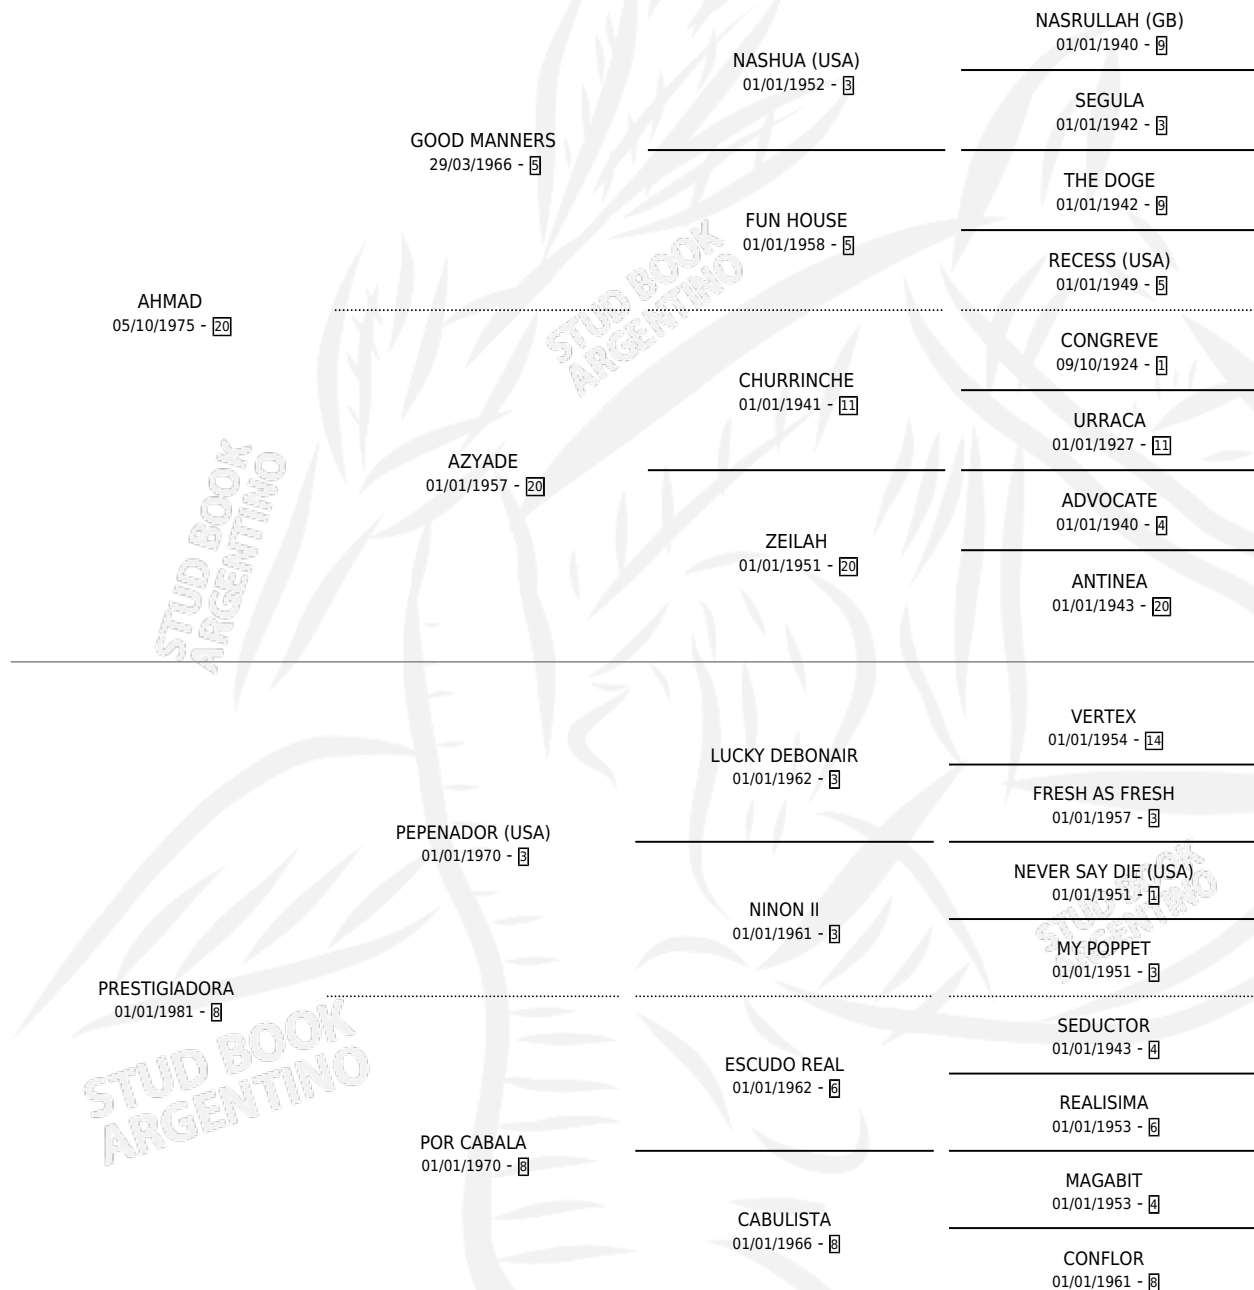 NASRULLAH (GB)
01/01/1940 - 9
NASHUA (USA)
01/01/1952 - 3
SEGULA
01/01/1942 - 3
GOOD MANNERS
29/03/1966 - 5
THE DOGE
01/01/1942 - 9
FUN HOUSE
01/01/1958 - 5
RECESS (USA)
01/01/1949 - 5
AHMAD
05/10/1975 - 20
CONGREVE
09/10/1924 - 1
CHURRINCHE
01/01/1941 - 11
URRACA
01/01/1927 - 11
AZYADE
01/01/1957 - 20
ADVOCATE
01/01/1940 - 4
ZEILAH
01/01/1951 - 20
ANTINEA
01/01/1943 - 20
VERTEX
01/01/1954 - 14
LUCKY DEBONAIR
01/01/1962 - 3
FRESH AS FRESH
01/01/1957 - 3
PEPENADOR (USA)
01/01/1970 - 3
NEVER SAY DIE (USA)
01/01/1951 - 1
NINON II
01/01/1961 - 3
MY POPPET
01/01/1951 - 3
PRESTIGIADORA
01/01/1981 - 8
SEDUCTOR
01/01/1943 - 4
ESCUDO REAL
01/01/1962 - 6
REALISIMA
01/01/1953 - 6
POR CABALA
01/01/1970 - 8
MAGABIT
01/01/1953 - 4
CABULISTA
01/01/1966 - 8
CONFLOR
01/01/1961 - 8
STUD BOOK
ARGENTINO
STUD BOOK
ARGENTINO
STUD BOOK
ARGENTINO
STUD BOOK
ARGENTINO